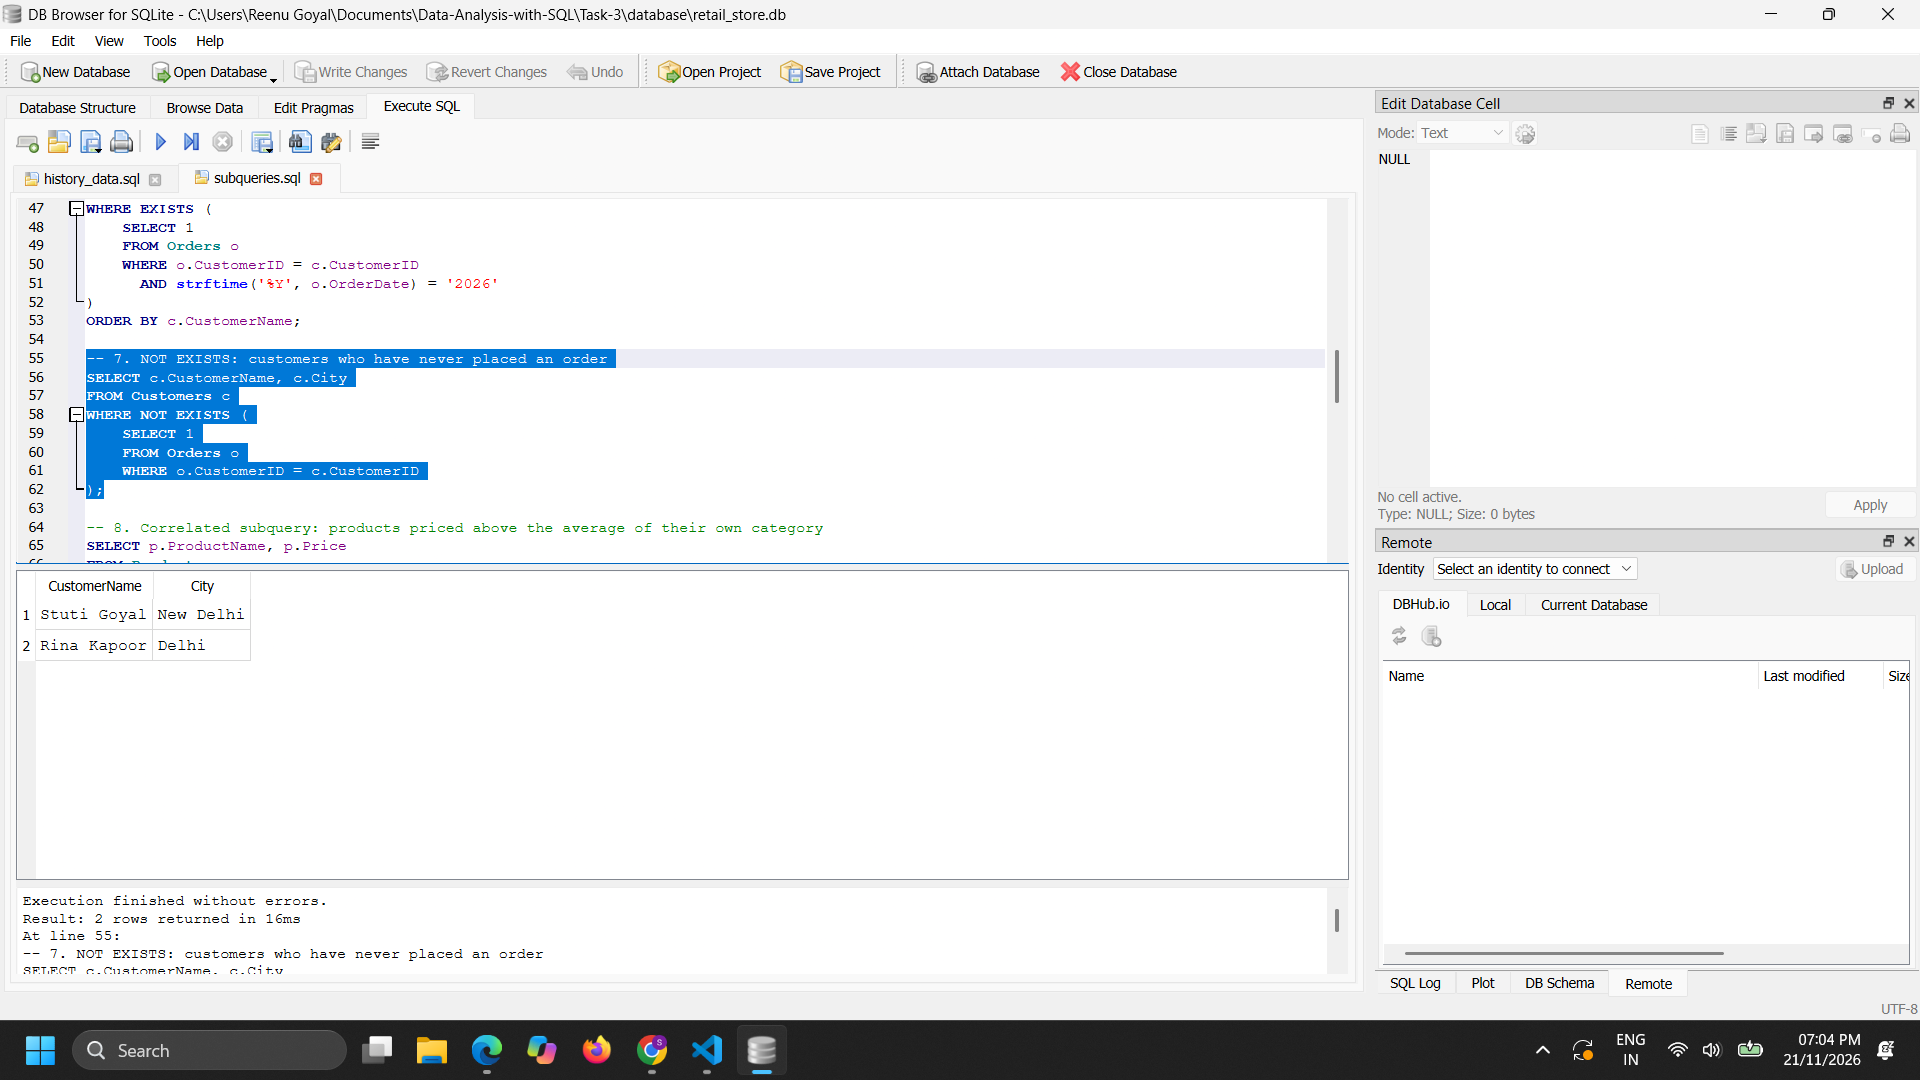 DB Browser for SQLite - C:\Users\Reenu Goyal\Documents\Data-Analysis-with-SQL\Task-3\database\retail_store.db
File Edit View Tools Help
New Database Open Database Write Changes Revert Changes Undo Open Project Save Project Attach Database Close Database
Database Structure Browse Data Edit Pragmas Execute SQL
history_data.sql subqueries.sql
47 WHERE EXISTS (
48 SELECT 1
49 FROM Orders o
50 WHERE o.CustomerID = c.CustomerID
51 AND strftime('%Y', o.OrderDate) = '2026'
52 )
53 ORDER BY c.CustomerName;
54
55 -- 7. NOT EXISTS: customers who have never placed an order
56 SELECT c.CustomerName, c.City
57 FROM Customers c
58 WHERE NOT EXISTS (
59 SELECT 1
60 FROM Orders o
61 WHERE o.CustomerID = c.CustomerID
62 );
63
64 -- 8. Correlated subquery: products priced above the average of their own category
65 SELECT p.ProductName, p.Price
CustomerName City
1 Stuti Goyal New Delhi
2 Rina Kapoor Delhi
Execution finished without errors.
Result: 2 rows returned in 16ms
At line 55:
-- 7. NOT EXISTS: customers who have never placed an order
SELECT c.CustomerName, c.City
Edit Database Cell
Mode: Text
NULL
No cell active.
Type: NULL; Size: 0 bytes
Apply
Remote
Identity Select an identity to connect Upload
DBHub.io Local Current Database
Name Last modified Size
SQL Log Plot DB Schema Remote
UTF-8
Search
ENG
IN
07:04 PM
21/11/2026